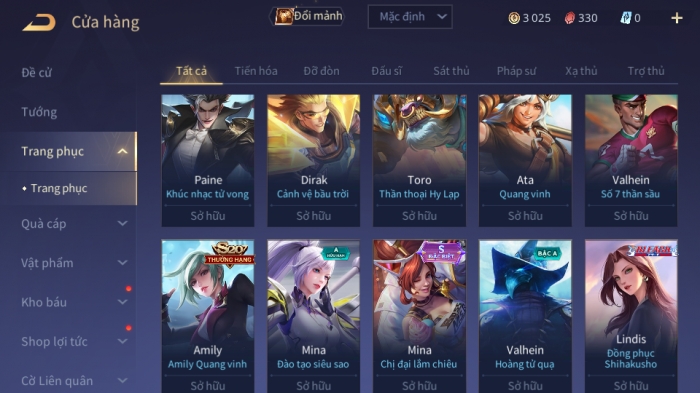 Cửa hàng
Đổi mảnh
Mặc định
3 025
330
0
Đề cử
Tướng
Trang phục
Trang phục
Quà cáp
Vật phẩm
Kho báu
Shop lợi tức
Cờ Liên quân
Tất cả
Tiến hóa
Đỡ đòn
Đấu sĩ
Sát thủ
Pháp sư
Xạ thủ
Trợ thủ
Paine
Khúc nhạc tử vong
Sở hữu
Dirak
Cảnh vệ bầu trời
Sở hữu
Toro
Thần thoại Hy Lạp
Sở hữu
Ata
Quang vinh
Sở hữu
Valhein
Số 7 thần sầu
Sở hữu
S20
THƯỞNG HẠNG
Amily
Amily Quang vinh
Sở hữu
A
HỮU HẠN
Mina
Đào tạo siêu sao
Sở hữu
S
ĐẶC BIỆT
Mina
Chị đại lắm chiêu
Sở hữu
BẬC A
Valhein
Hoàng tử quạ
Sở hữu
BLEACH
Lindis
Đồng phục
Shihakusho
Sở hữu